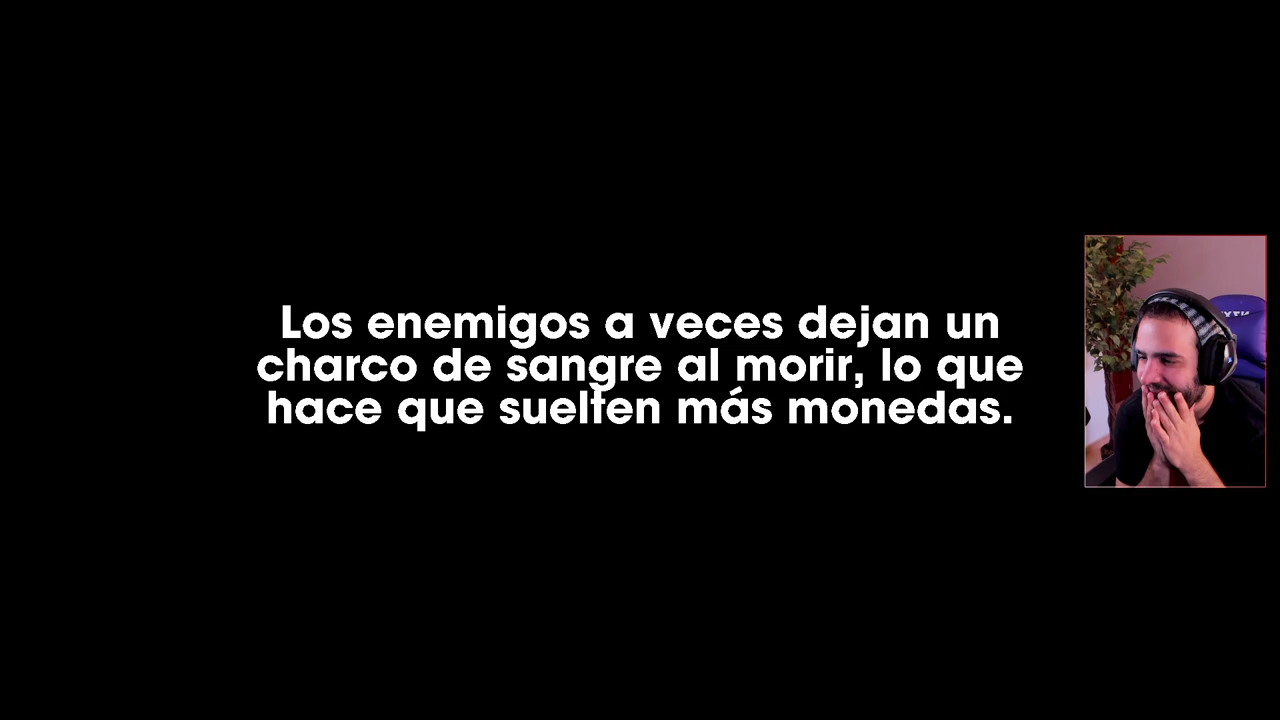 Los enemigos a veces dejan un
charco de sangre al morir, lo que
hace que suelten más monedas.